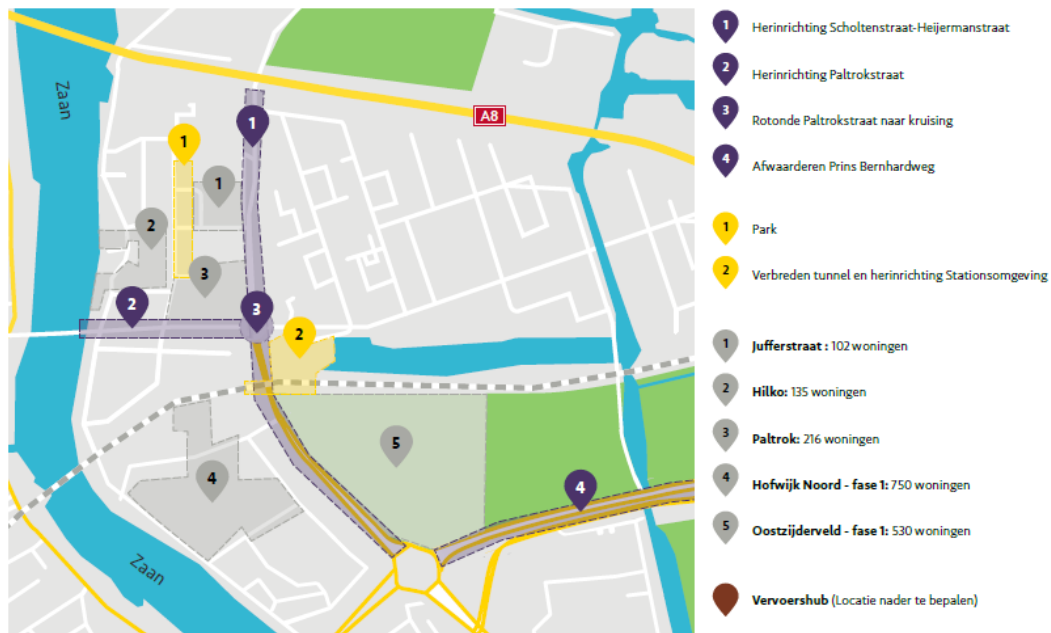 Zaan
A8
1
1
1
2
3
2
3
2
5
4
4
Zaan
1 Herinrichting Scholtenstraat-Heijermanstraat
2 Herinrichting Paltrokstraat
3 Rotonde Paltrokstraat naar kruising
4 Afwaarderen Prins Bernhardweg
1 Park
2 Verbreden tunnel en herinrichting Stationsomgeving
1 Jufferstraat : 102 woningen
2 Hilko: 135 woningen
3 Paltrok: 216 woningen
4 Hofwijk Noord - fase 1: 750 woningen
5 Oostzijderveld - fase 1: 530 woningen
Vervoershub (Locatie nader te bepalen)